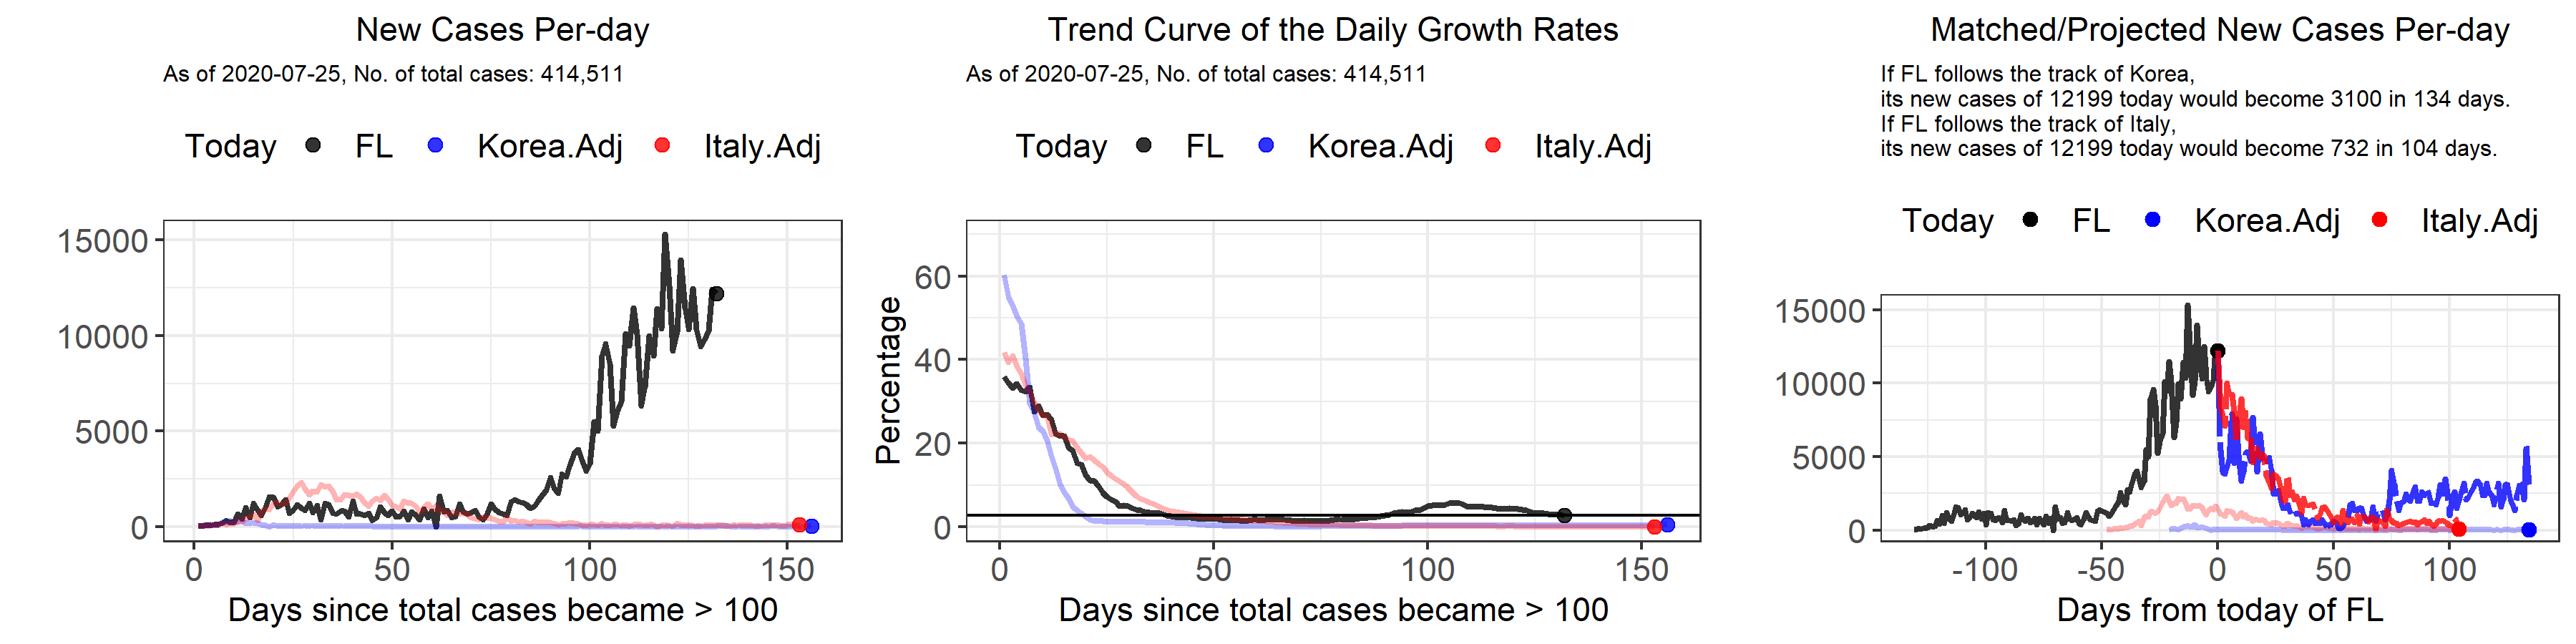 New Cases Per-day
As of 2020-07-25, No. of total cases: 414,511
Today FL Korea.Adj Italy.Adj
15000
10000
5000
0
0 50 100 150
Days since total cases became > 100
Trend Curve of the Daily Growth Rates
As of 2020-07-25, No. of total cases: 414,511
Today FL Korea.Adj Italy.Adj
Percentage
60
40
20
0
0 50 100 150
Days since total cases became > 100
Matched/Projected New Cases Per-day
If FL follows the track of Korea,
its new cases of 12199 today would become 3100 in 134 days.
If FL follows the track of Italy,
its new cases of 12199 today would become 732 in 104 days.
Today FL Korea.Adj Italy.Adj
15000
10000
5000
0
-100 -50 0 50 100
Days from today of FL